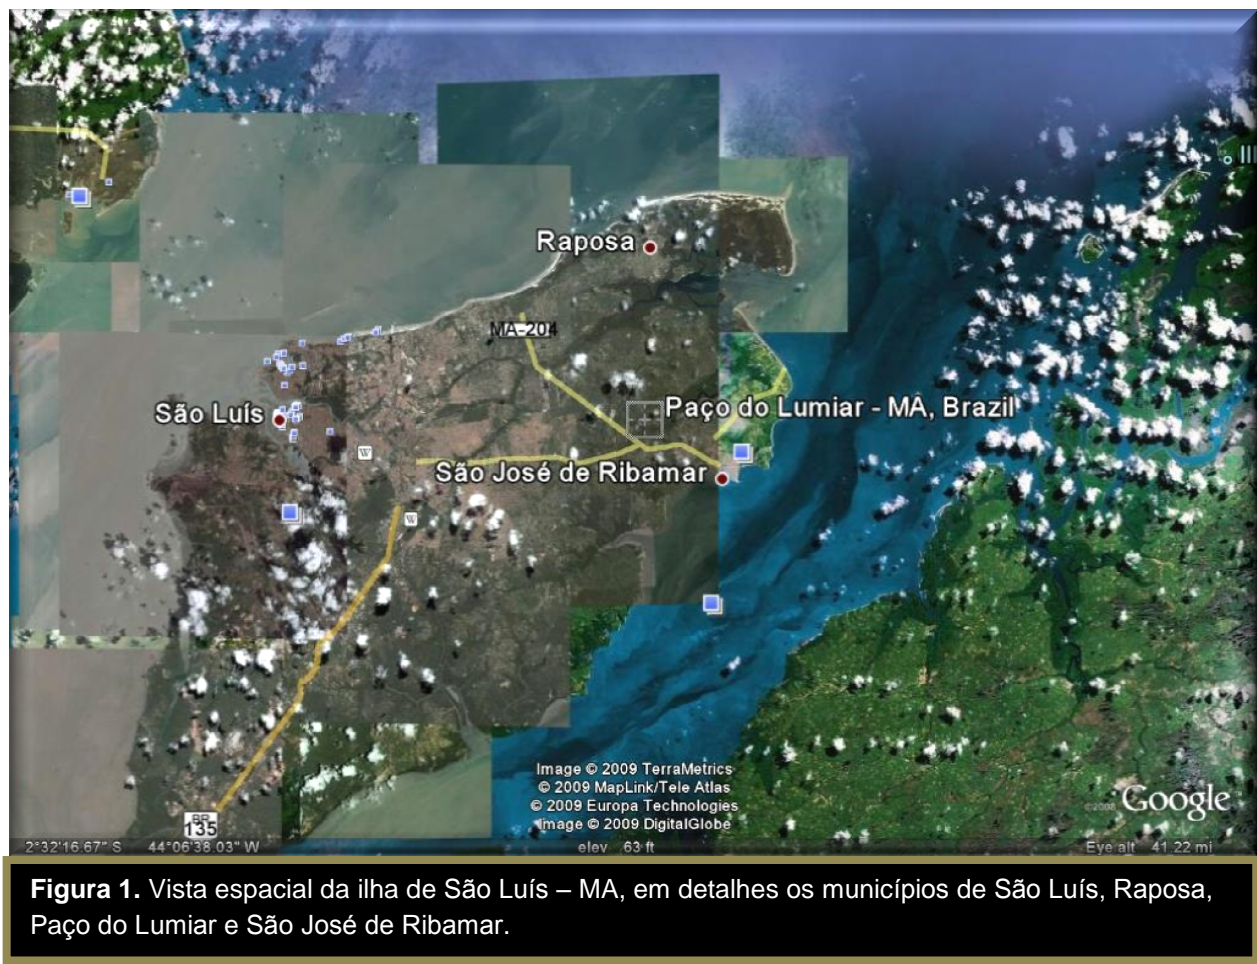 Raposa
MA-204
São Luís
Paço do Lumiar - MA, Brazil
W
São José de Ribamar
W
Image © 2009 TerraMetrics
© 2009 MapLink/Tele Atlas
© 2009 Europa Technologies
Image © 2009 DigitalGlobe
©2008 Google
BR
135
2°32'16.67" S 44°06'38.03" W elev 63 ft Eye alt 41.22 mi
Figura 1. Vista espacial da ilha de São Luís – MA, em detalhes os municípios de São Luís, Raposa,
Paço do Lumiar e São José de Ribamar.